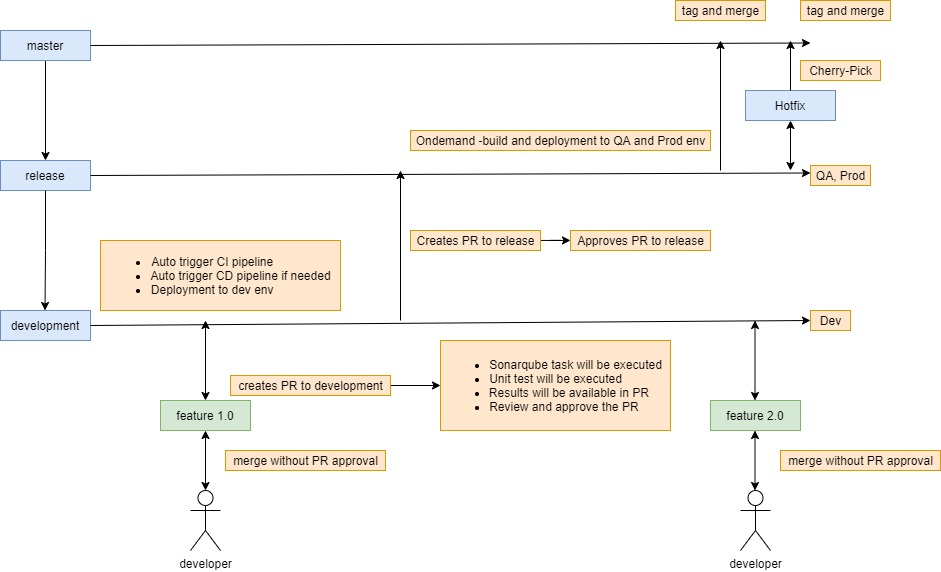 tag and merge
tag and merge
master
Cherry-Pick
Hotfix
Ondemand -build and deployment to QA and Prod env
release
QA, Prod
Creates PR to release
Approves PR to release
Auto trigger CI pipeline
Auto trigger CD pipeline if needed
Deployment to dev env
development
Dev
Sonarqube task will be executed
Unit test will be executed
Results will be available in PR
Review and approve the PR
creates PR to development
feature 1.0
feature 2.0
merge without PR approval
merge without PR approval
developer
developer